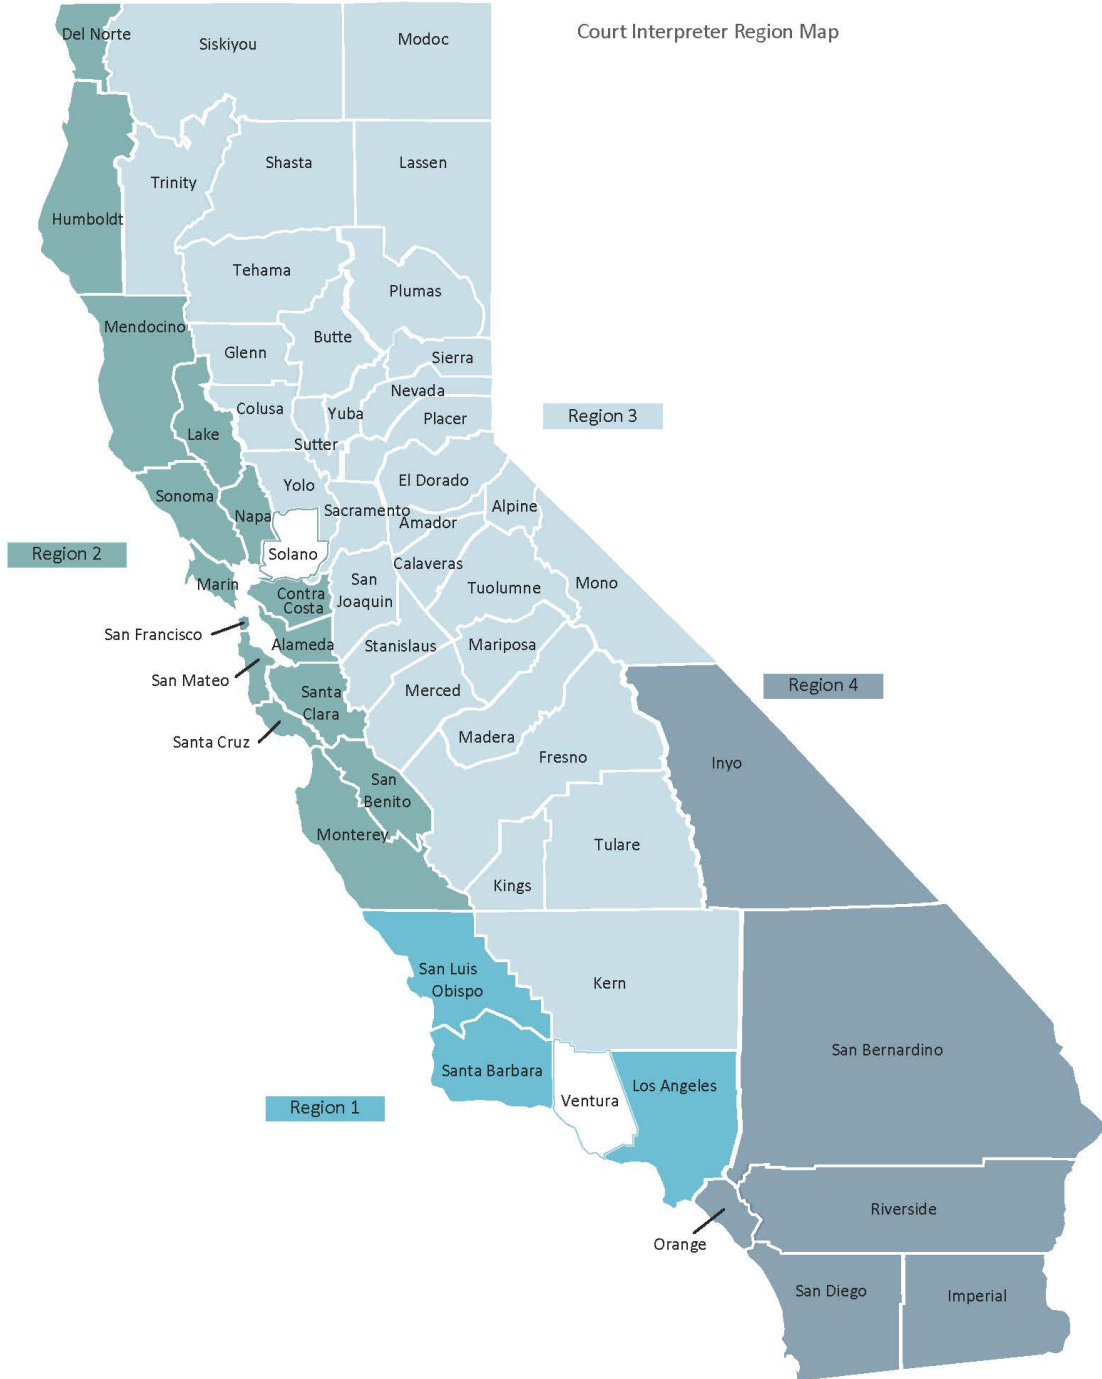 Court Interpreter Region Map
Del Norte
Siskiyou
Modoc
Humboldt
Trinity
Shasta
Lassen
Tehama
Plumas
Mendocino
Glenn
Butte
Sierra
Nevada
Colusa
Yuba
Placer
Region 3
Lake
Sutter
Sonoma
Yolo
El Dorado
Napa
Sacramento
Alpine
Amador
Region 2
Solano
Calaveras
Marin
Contra
Costa
San
Joaquin
Tuolumne
Mono
San Francisco
Alameda
Stanislaus
Mariposa
San Mateo
Santa
Clara
Merced
Region 4
Santa Cruz
Madera
Fresno
Inyo
San
Benito
Monterey
Tulare
Kings
San Luis
Obispo
Kern
San Bernardino
Santa Barbara
Ventura
Los Angeles
Region 1
Riverside
Orange
San Diego
Imperial